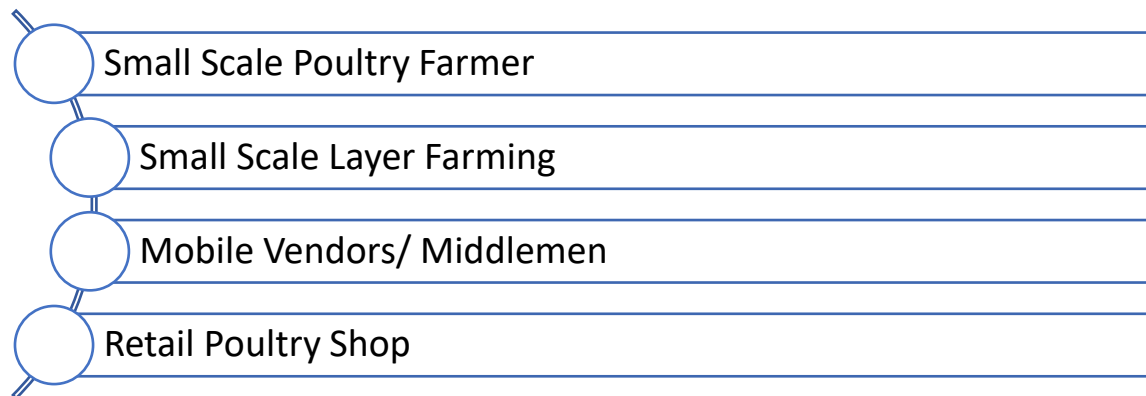 Small Scale Poultry Farmer
Small Scale Layer Farming
Mobile Vendors/ Middlemen
Retail Poultry Shop